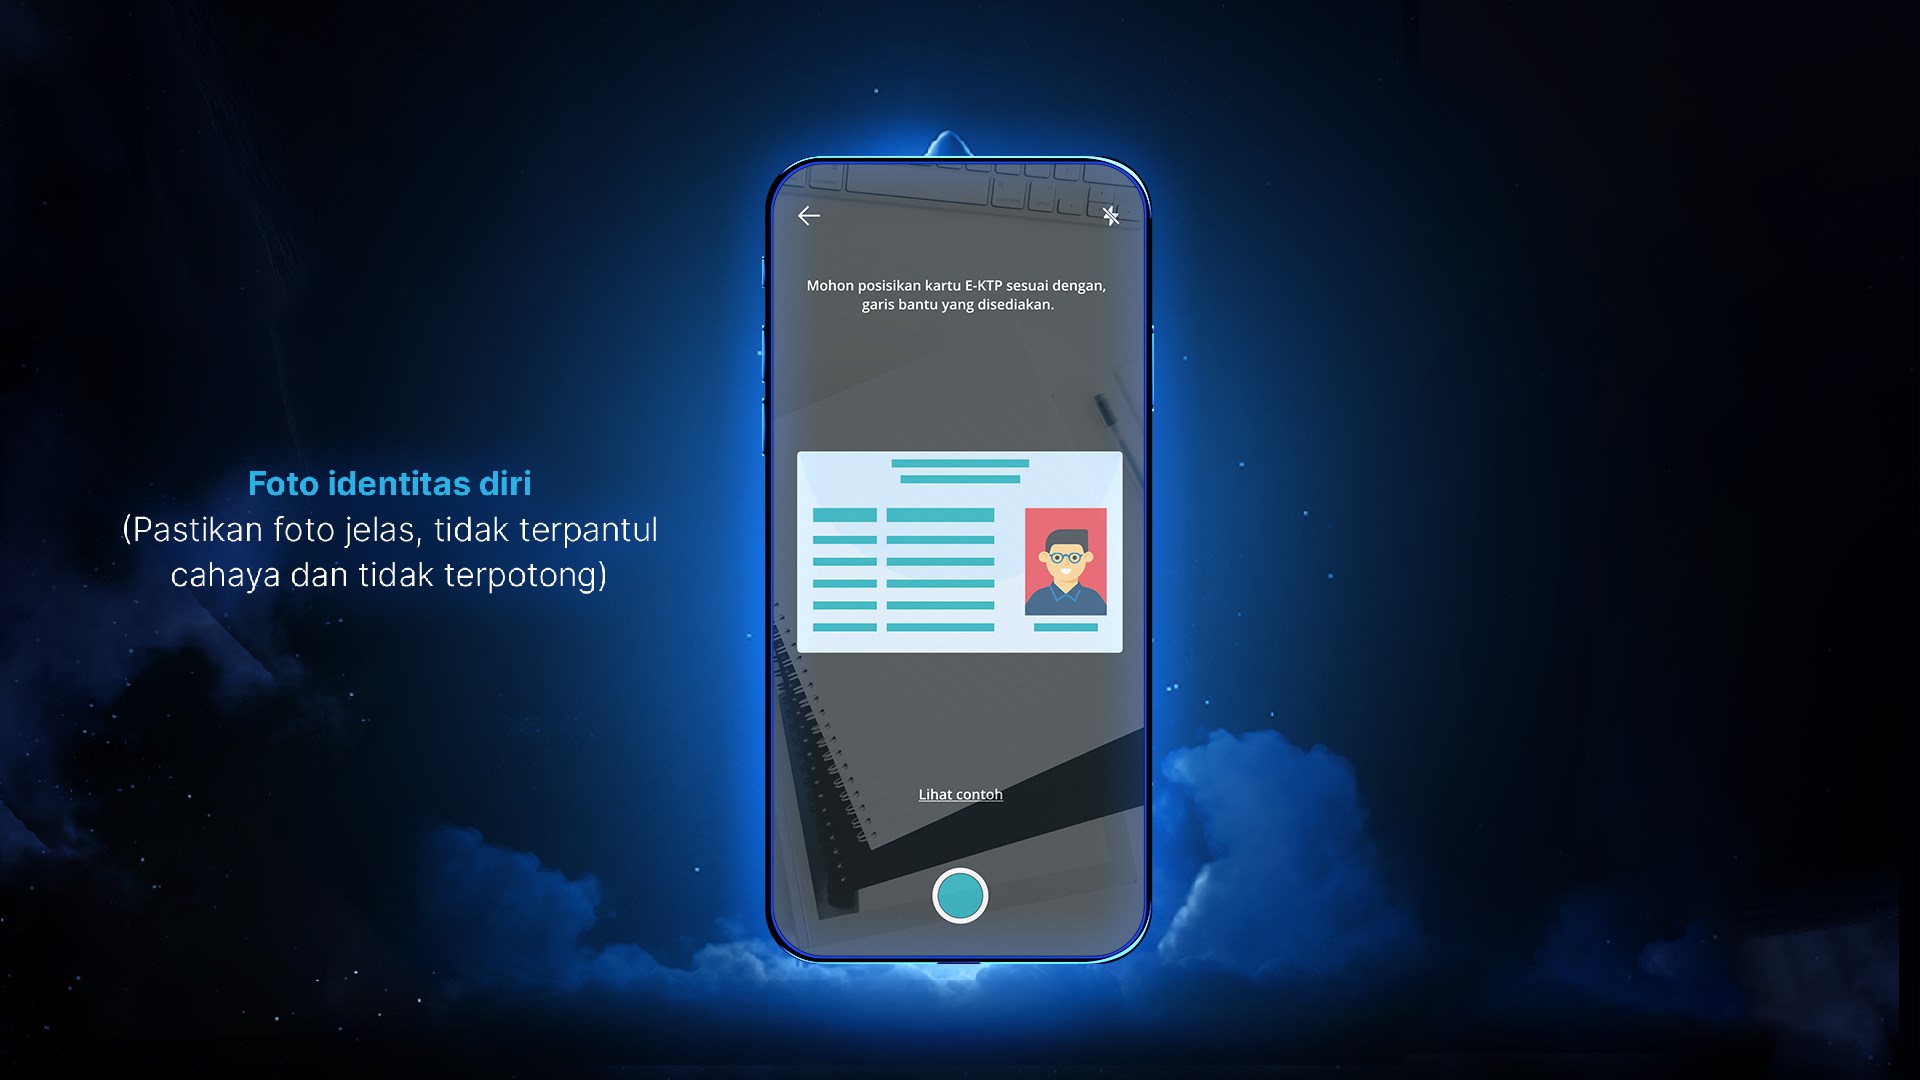 Mohon posisikan kartu E-KTP sesuai dengan,
garis bantu yang disediakan.
Foto identitas diri
(Pastikan foto jelas, tidak terpantul
cahaya dan tidak terpotong)
Lihat contoh